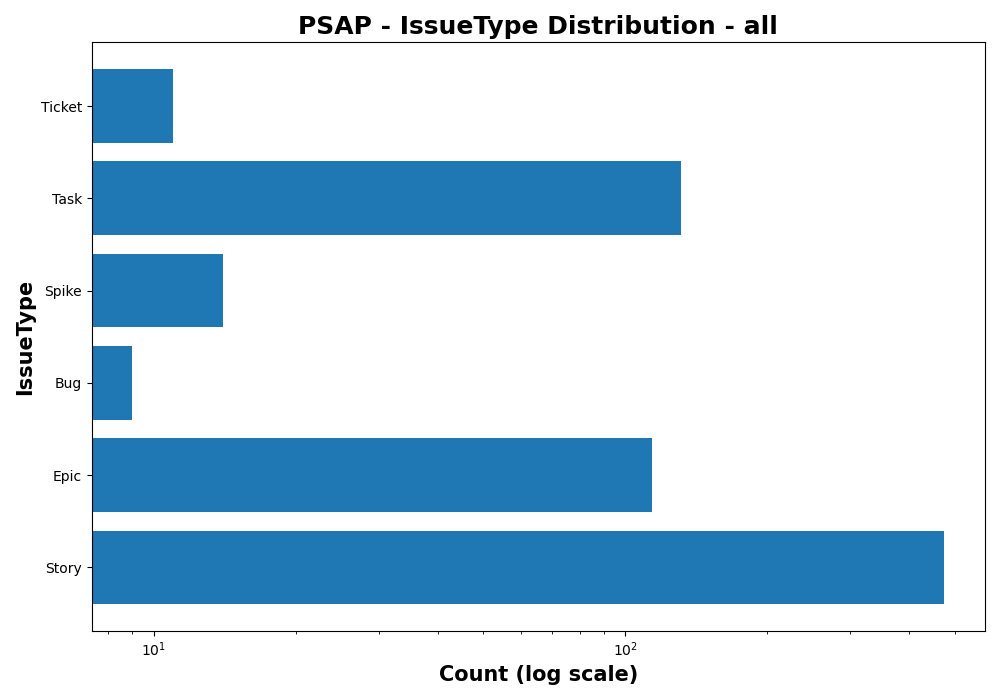 PSAP - IssueType Distribution - all
Ticket
Task
Spike
Bug
Epic
Story
IssueType
10¹
10²
Count (log scale)